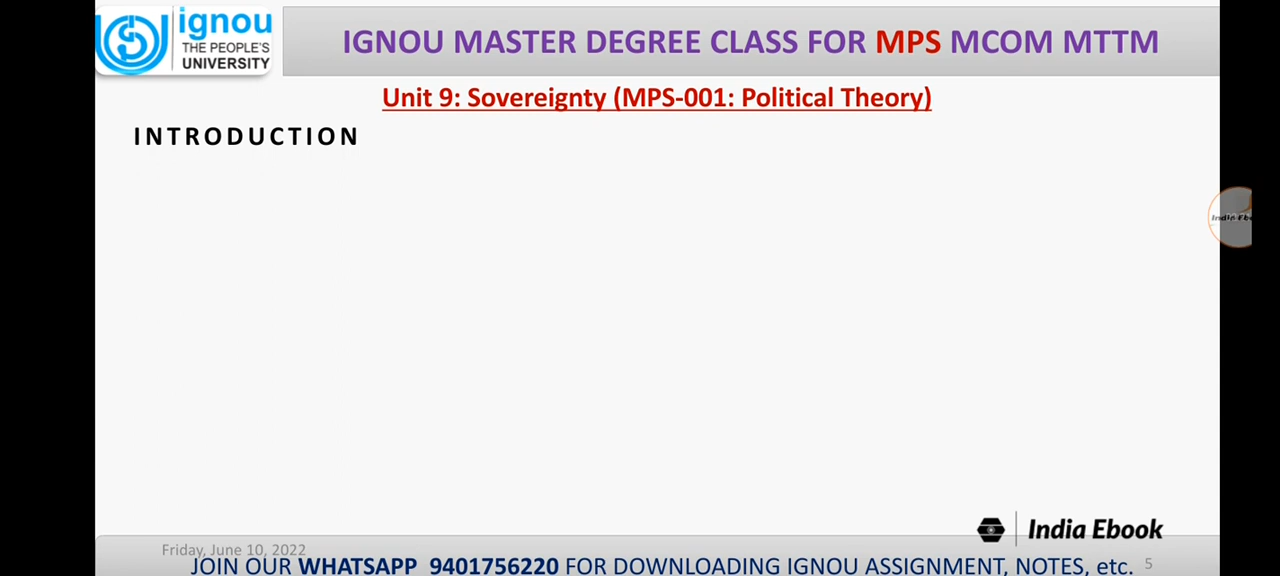 ignou
THE PEOPLE'S
UNIVERSITY
IGNOU MASTER DEGREE CLASS FOR MPS MCOM MTTM
Unit 9: Sovereignty (MPS-001: Political Theory)
INTRODUCTION
India Ebook
Friday, June 10, 2022
JOIN OUR WHATSAPP 9401756220 FOR DOWNLOADING IGNOU ASSIGNMENT, NOTES, etc.
5